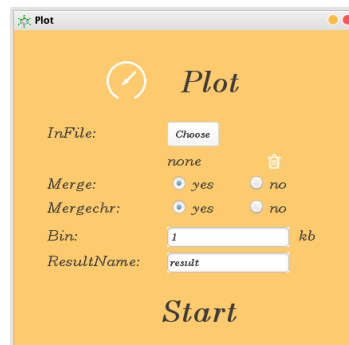 Plot
Plot
InFile: Choose
none
Merge: yes no
Mergechr: yes no
Bin: 1 kb
ResultName: result
Start